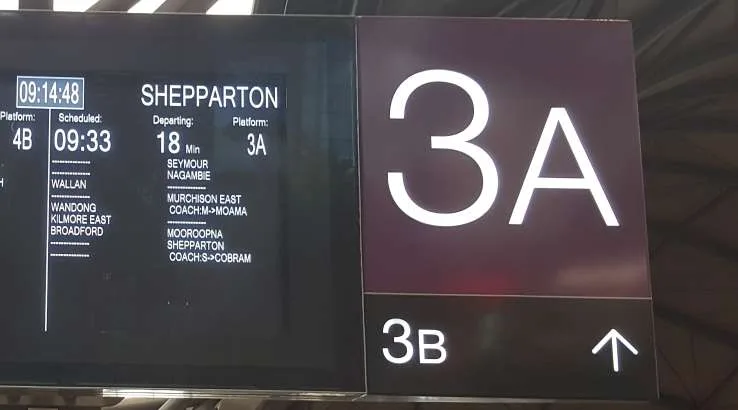 09:14:48
SHEPPARTON
Platform:
4B
Scheduled:
09:33
Departing:
18 Min
Platform:
3A
H
--------------
--------------
WALLAN
--------------
WANDONG
KILMORE EAST
BROADFORD
--------------
--------------
SEYMOUR
NAGAMBIE
--------------
MURCHISON EAST
COACH:M->MOAMA
--------------
MOOROOPNA
SHEPPARTON
COACH:S->COBRAM
3A
3B ↑